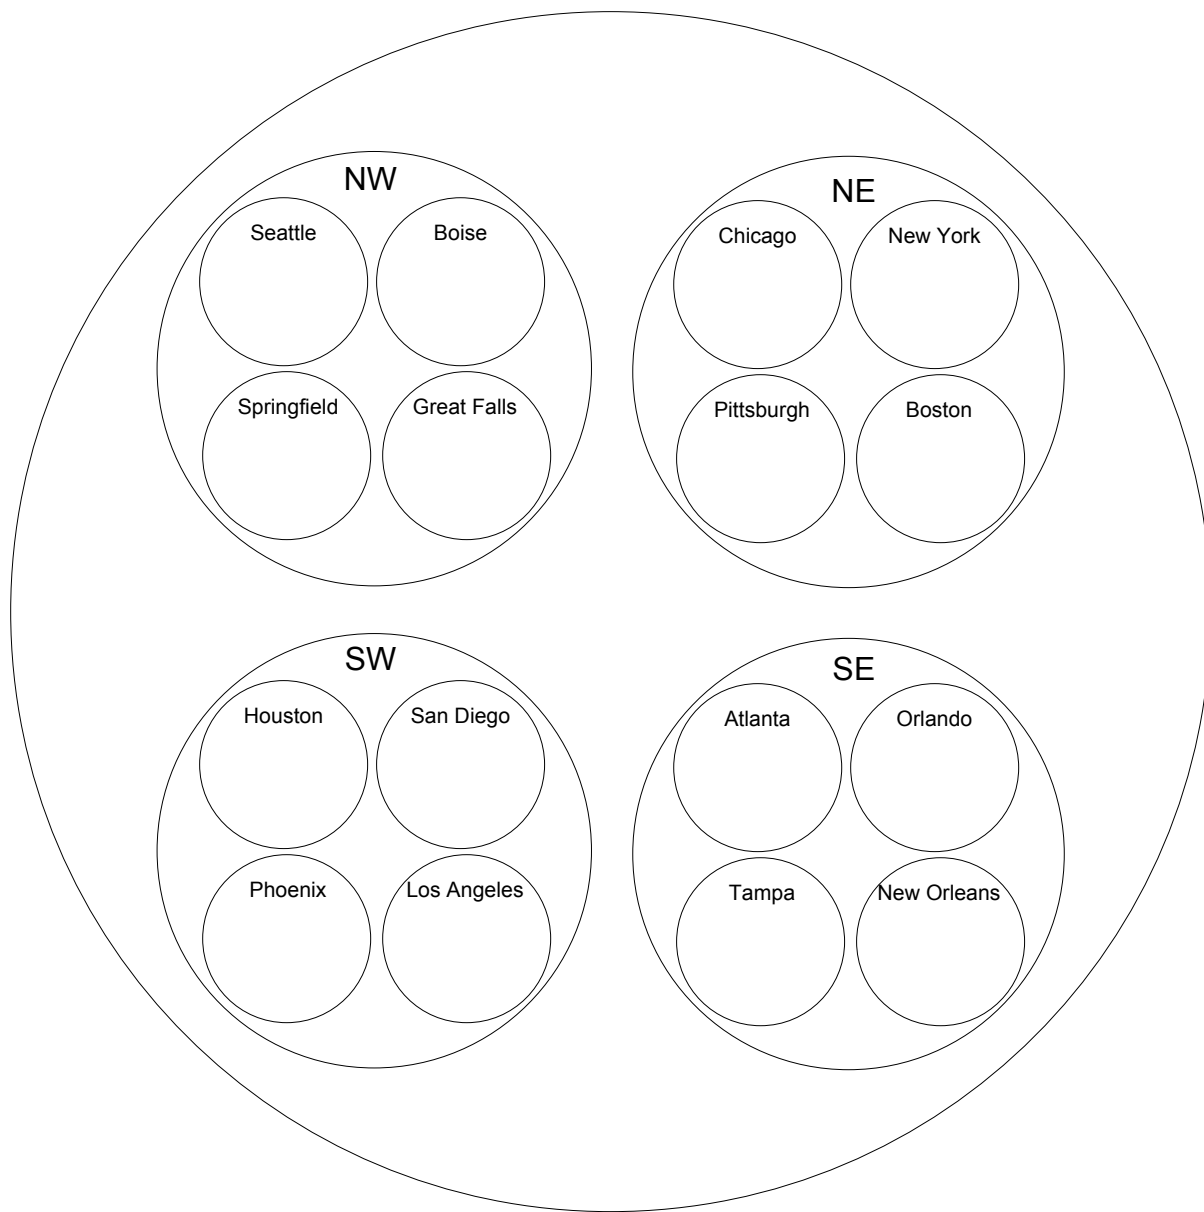 NW
Seattle
Boise
Springfield
Great Falls
NE
Chicago
New York
Pittsburgh
Boston
SW
Houston
San Diego
Phoenix
Los Angeles
SE
Atlanta
Orlando
Tampa
New Orleans